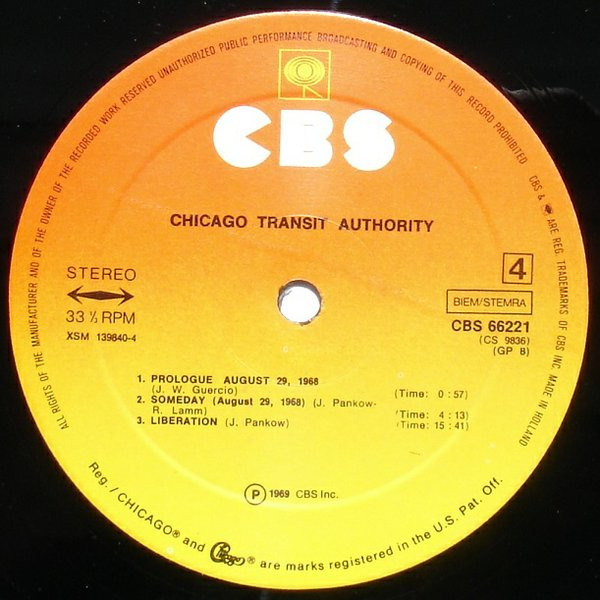 ALL RIGHTS OF THE MANUFACTURER AND OF THE OWNER OF THE RECORDED WORK RESERVED UNAUTHORIZED PUBLIC PERFORMANCE BROADCASTING AND COPYING OF THIS RECORD PROHIBITED
CBS & ARE REG. TRADEMARKS OF CBS INC. MADE IN HOLLAND
CBS
CHICAGO TRANSIT AUTHORITY
STEREO
33 ⅓ RPM
XSM 139840-4
4
BIEM/STEMRA
CBS 66221
(CS 9836)
(GP 8)
1. PROLOGUE AUGUST 29, 1968
(J. W. Guercio) (Time: 0:57)
2. SOMEDAY (August 29, 1968) (J. Pankow-
R. Lamm) (Time: 4:13)
3. LIBERATION (J. Pankow) (Time: 15:41)
Ⓟ 1969 CBS Inc.
Reg./CHICAGO® and Chicago® are marks registered in the U.S. Pat. Off.